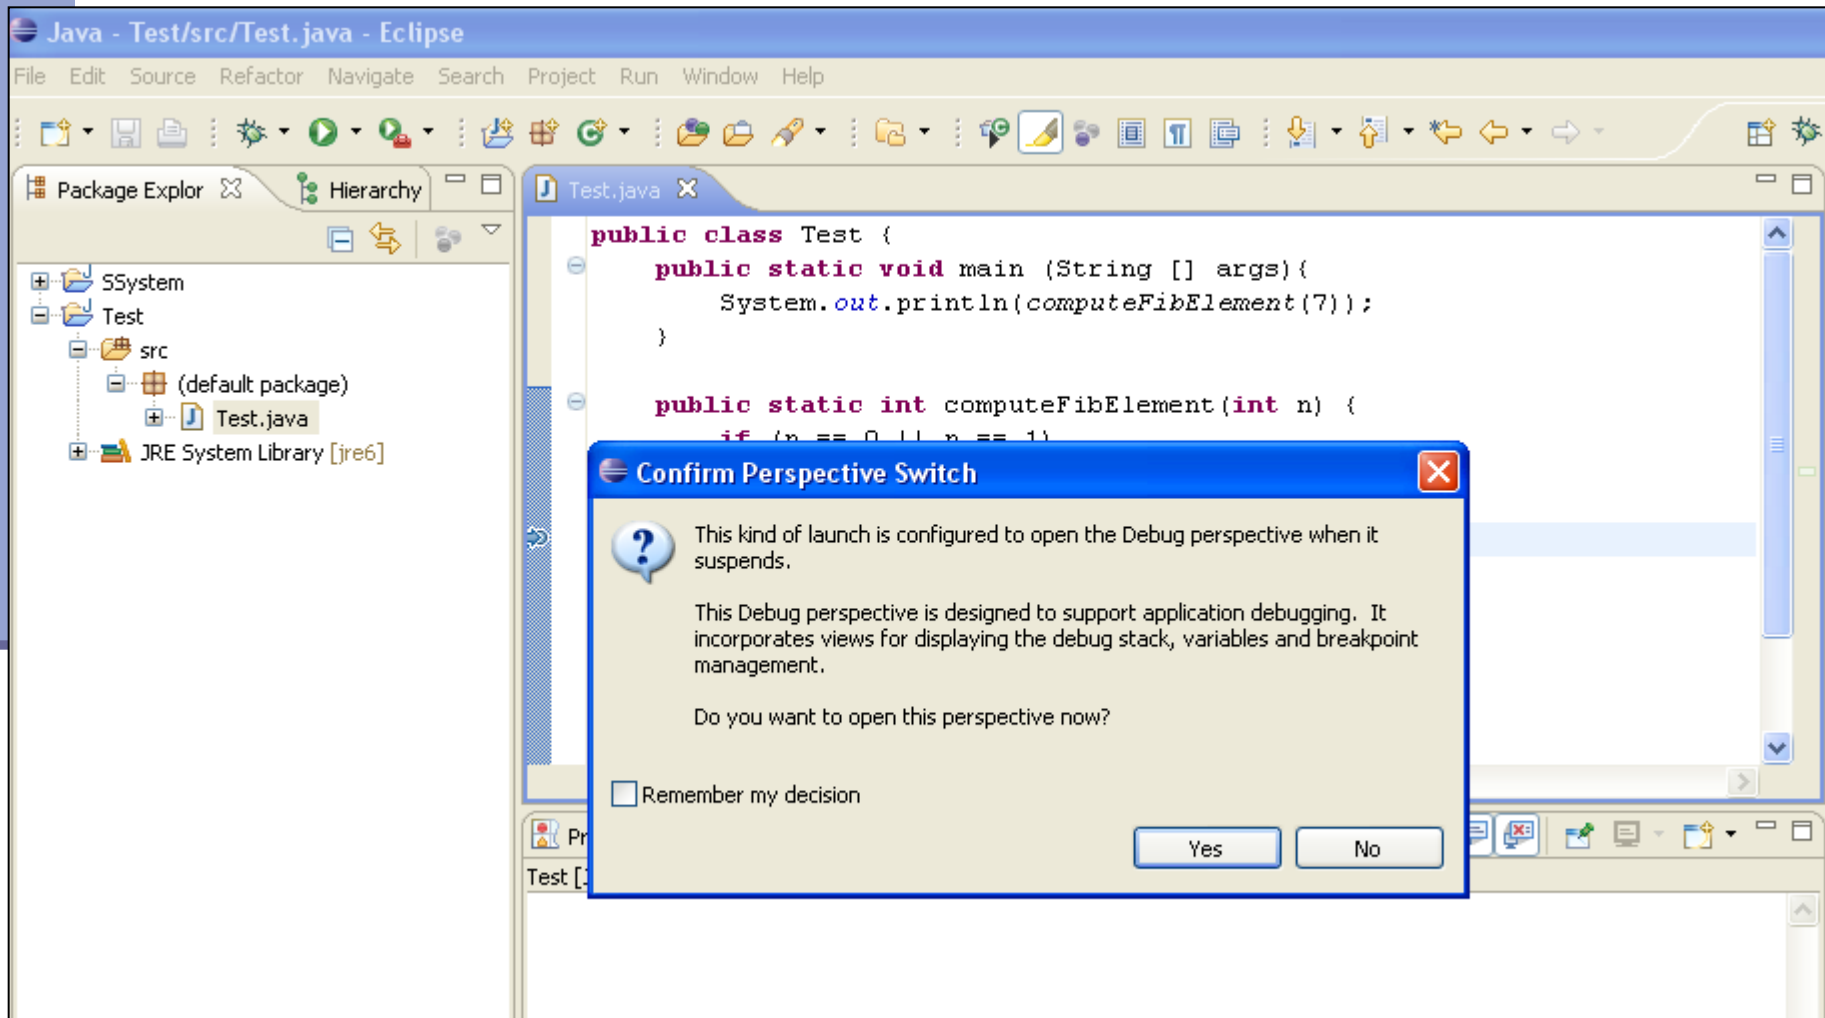 Java - Test/src/Test.java - Eclipse
File Edit Source Refactor Navigate Search Project Run Window Help
Package Explor Hierarchy
Test.java
SSystem
Test
src
(default package)
Test.java
JRE System Library [jre6]
public class Test {
public static void main (String [] args){
System.out.println(computeFibElement(7));
}
public static int computeFibElement(int n) {
if (n == 0 || n == 1)
Confirm Perspective Switch
This kind of launch is configured to open the Debug perspective when it
suspends.
This Debug perspective is designed to support application debugging. It
incorporates views for displaying the debug stack, variables and breakpoint
management.
Do you want to open this perspective now?
Remember my decision
Yes No
Pr
Test [